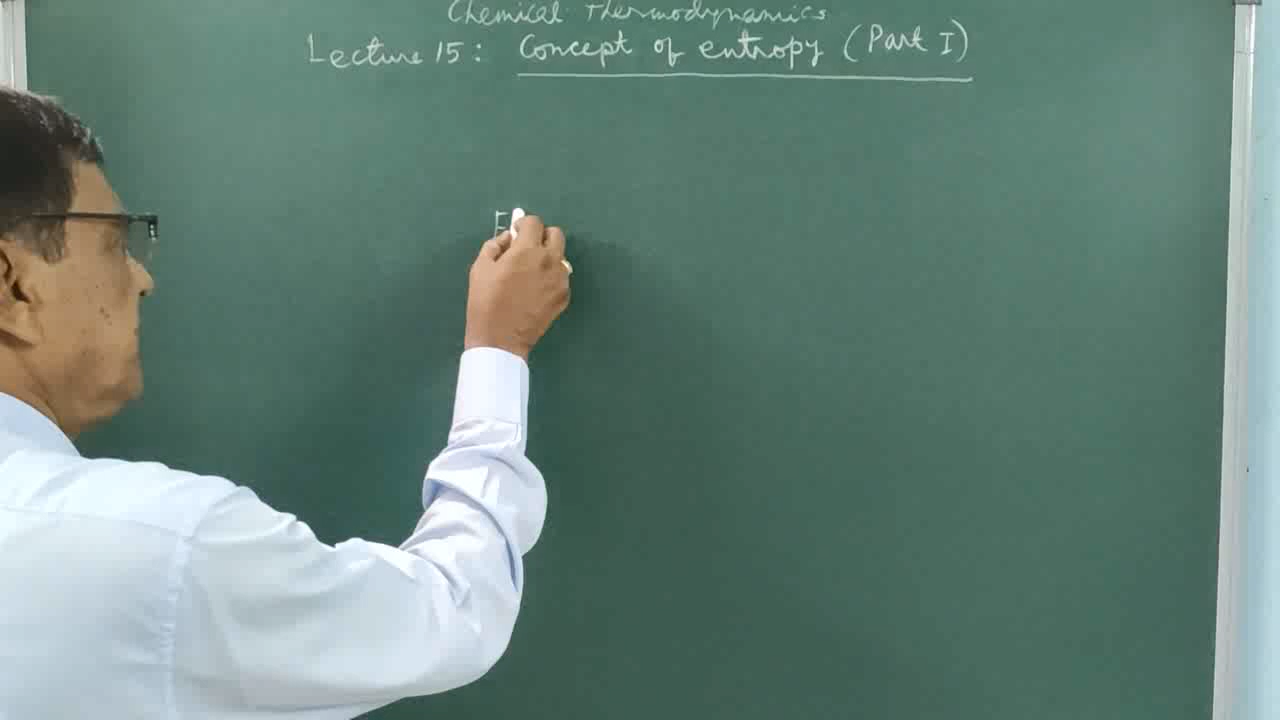 Chemical Thermodynamics
Lecture 15: Concept of entropy (Part I)
E